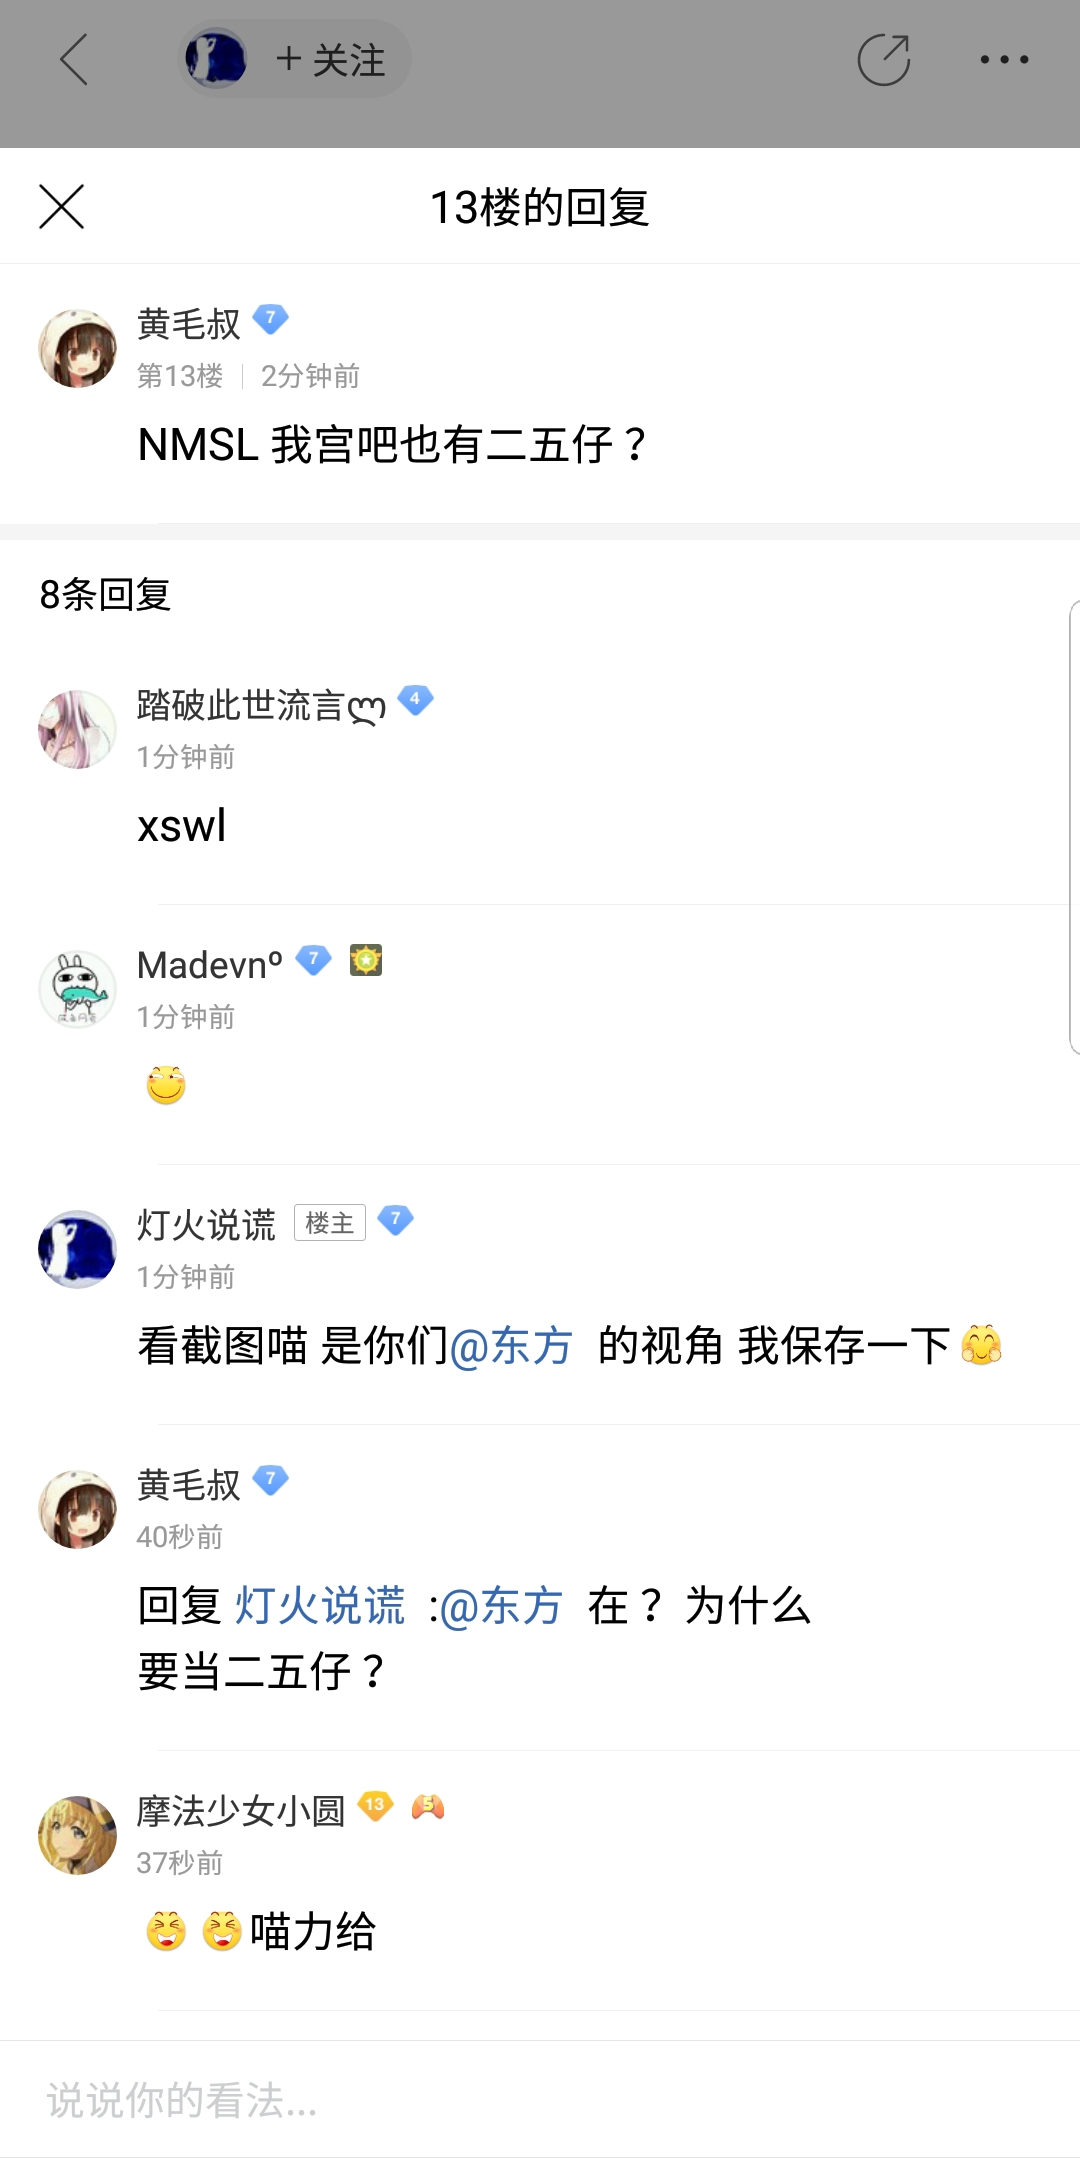 + 关注
13楼的回复
黄毛叔 7
第13楼 2分钟前
NMSL 我宫吧也有二五仔？
8条回复
踏破此世流言ღ 4
1分钟前
xswl
Madevnº 7
1分钟前
灯火说谎 楼主 7
1分钟前
看截图喵 是你们@东方 的视角 我保存一下
黄毛叔 7
40秒前
回复 灯火说谎 :@东方 在？为什么
要当二五仔？
摩法少女小圆 13 5
37秒前
喵力给
说说你的看法...